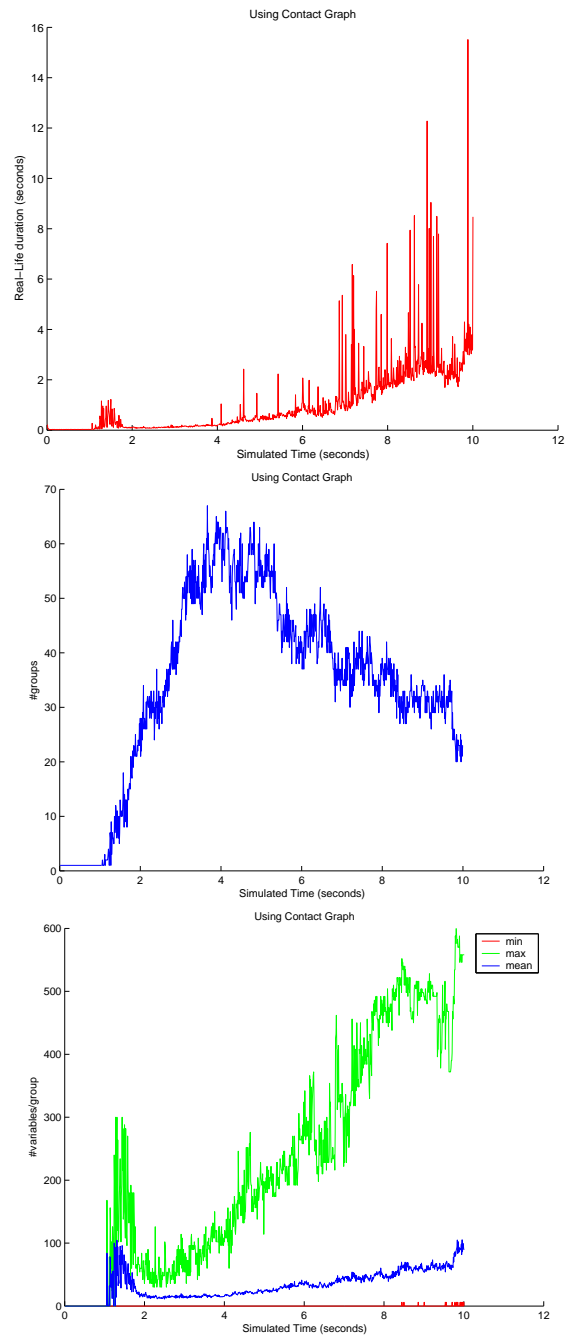 Using Contact Graph
Real-Life duration (seconds)
16
14
12
10
8
6
4
2
0
0 2 4 6 8 10 12
Simulated Time (seconds)
Using Contact Graph
#groups
70
60
50
40
30
20
10
0
0 2 4 6 8 10 12
Simulated Time (seconds)
Using Contact Graph
#variables/group
600
500
400
300
200
100
0
min
max
mean
0 2 4 6 8 10 12
Simulated Time (seconds)